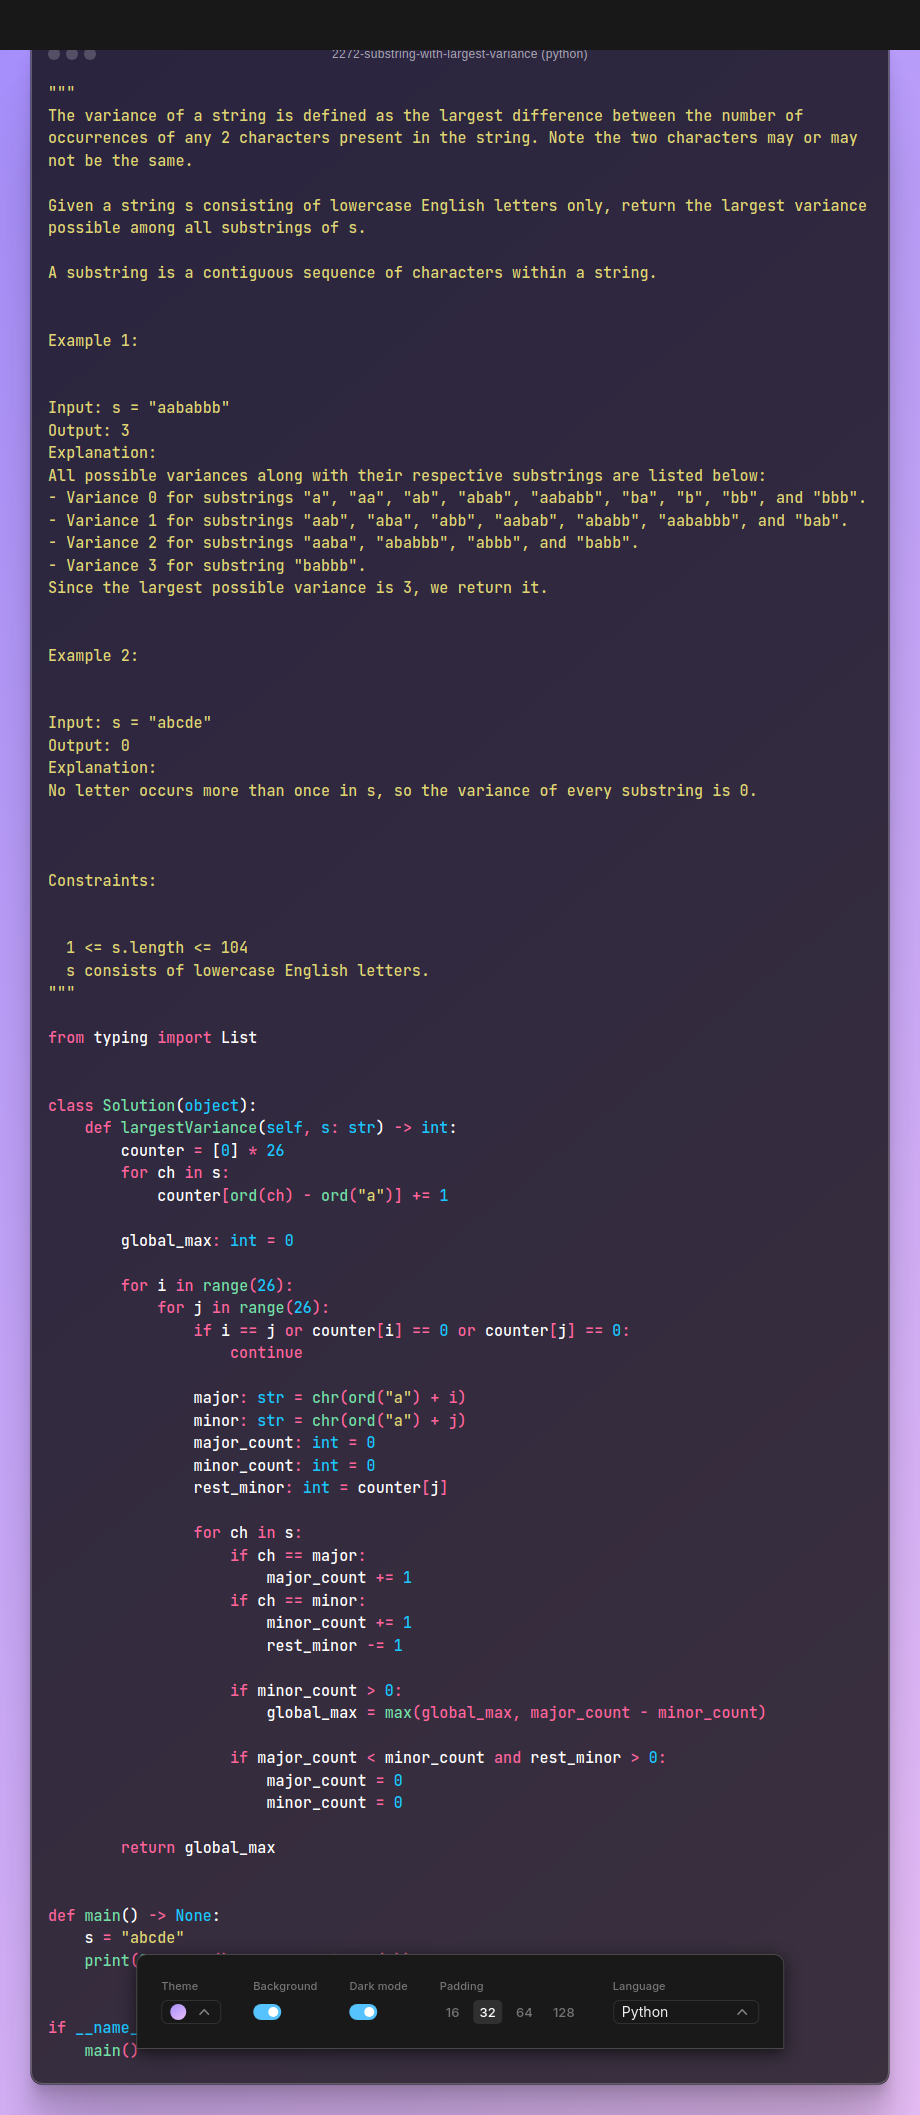 2272-substring-with-largest-variance (python)
"""
The variance of a string is defined as the largest difference between the number of
occurrences of any 2 characters present in the string. Note the two characters may or may
not be the same.

Given a string s consisting of lowercase English letters only, return the largest variance
possible among all substrings of s.

A substring is a contiguous sequence of characters within a string.

Example 1:

Input: s = "aababbb"
Output: 3
Explanation:
All possible variances along with their respective substrings are listed below:
- Variance 0 for substrings "a", "aa", "ab", "abab", "aababb", "ba", "b", "bb", and "bbb".
- Variance 1 for substrings "aab", "aba", "abb", "aabab", "ababb", "aababbb", and "bab".
- Variance 2 for substrings "aaba", "ababbb", "abbb", and "babb".
- Variance 3 for substring "babbb".
Since the largest possible variance is 3, we return it.

Example 2:

Input: s = "abcde"
Output: 0
Explanation:
No letter occurs more than once in s, so the variance of every substring is 0.

Constraints:

  1 <= s.length <= 104
  s consists of lowercase English letters.
"""

from typing import List

class Solution(object):
    def largestVariance(self, s: str) -> int:
        counter = [0] * 26
        for ch in s:
            counter[ord(ch) - ord("a")] += 1

        global_max: int = 0

        for i in range(26):
            for j in range(26):
                if i == j or counter[i] == 0 or counter[j] == 0:
                    continue

                major: str = chr(ord("a") + i)
                minor: str = chr(ord("a") + j)
                major_count: int = 0
                minor_count: int = 0
                rest_minor: int = counter[j]

                for ch in s:
                    if ch == major:
                        major_count += 1
                    if ch == minor:
                        minor_count += 1
                        rest_minor -= 1

                    if minor_count > 0:
                        global_max = max(global_max, major_count - minor_count)

                    if major_count < minor_count and rest_minor > 0:
                        major_count = 0
                        minor_count = 0

        return global_max

def main() -> None:
    s = "abcde"
    print(

if __name_
    main()
Theme Background Dark mode Padding Language
16 32 64 128 Python